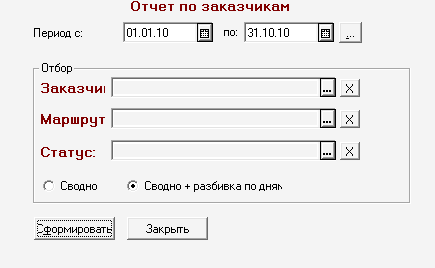 Отчет по заказчикам
Период с: 01.01.10 по: 31.10.10 ...
Отбор
Заказчи ... X
Маршрут ... X
Статус: ... X
Сводно Сводно + разбивка по дням
Сформировать Закрыть